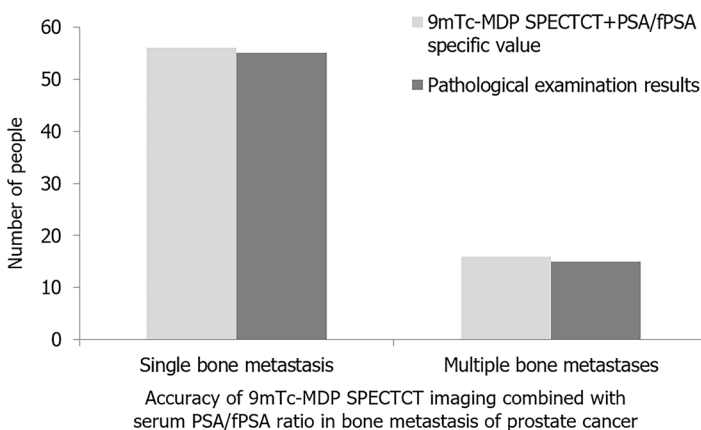 60
50
40
30
20
10
0
Number of people
9mTc-MDP SPECTCT+PSA/fPSA
specific value
Pathological examination results
Single bone metastasis
Multiple bone metastases
Accuracy of 9mTc-MDP SPECTCT imaging combined with
serum PSA/fPSA ratio in bone metastasis of prostate cancer